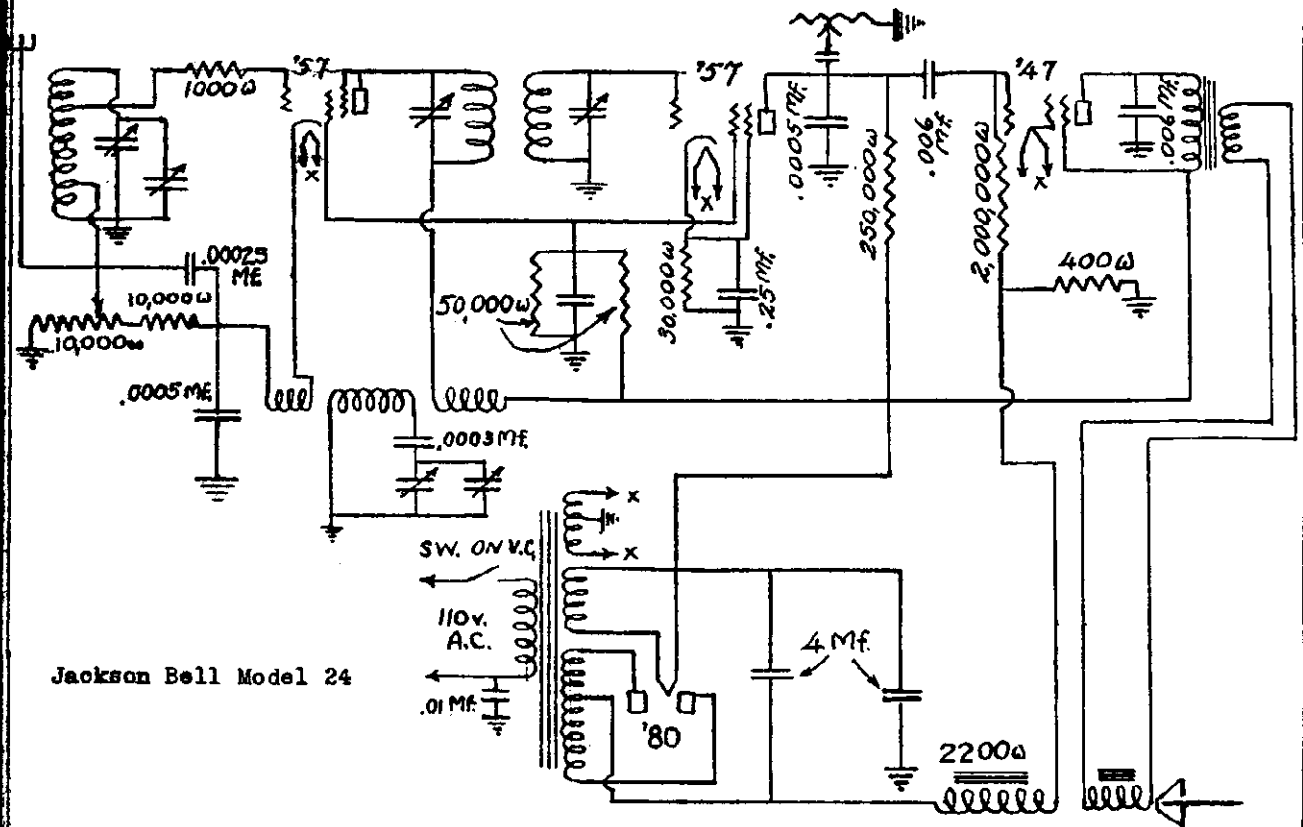 '57
1000ω
'57
'47
.0005 Mf.
.006 Mf.
.006 Mf.
X
X
X
250,000ω
2,000,000ω
.00025 Mf.
10,000ω
10,000ω
50,000ω
30,000ω
.25 Mf.
400ω
.0005 Mf.
.0003 Mf.
X
X
SW. ON V.C.
110v.
A.C.
4 Mf.
Jackson Bell Model 24
.01 Mf.
'80
2200ω